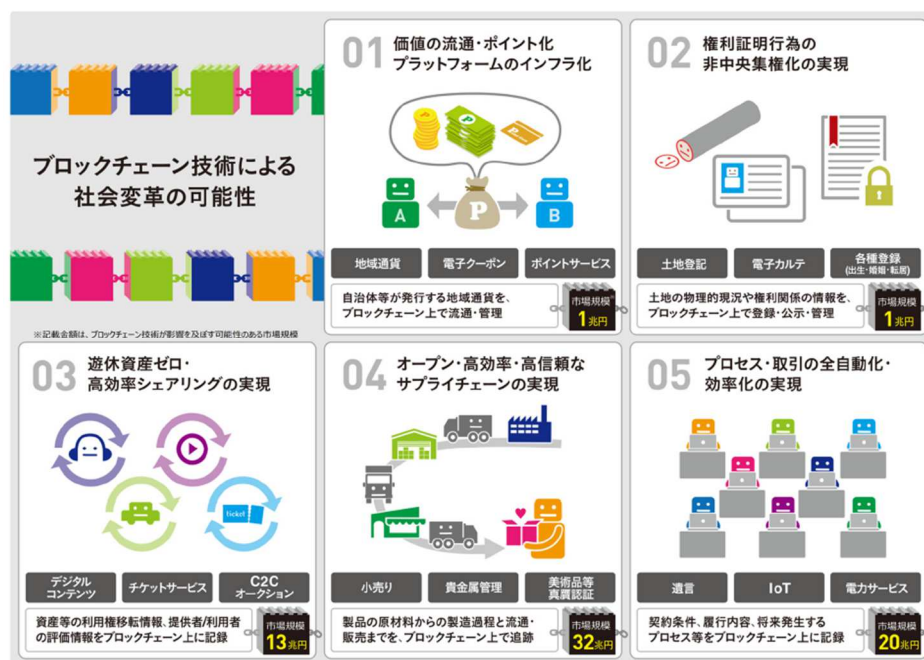 ブロックチェーン技術による
社会変革の可能性
※記載金額は、ブロックチェーン技術が影響を及ぼす可能性のある市場規模
01
価値の流通・ポイント化
プラットフォームのインフラ化
P
P
A
P
B
地域通貨
電子クーポン
ポイントサービス
自治体等が発行する地域通貨を、
ブロックチェーン上で流通・管理
市場規模※
1兆円
02
権利証明行為の
非中央集権化の実現
土地登記
電子カルテ
各種登録
(出生・婚姻・転居)
土地の物理的現況や権利関係の情報を、
ブロックチェーン上で登録・公示・管理
市場規模
1兆円
03
遊休資産ゼロ・
高効率シェアリングの実現
ticket
デジタル
コンテンツ
チケットサービス
C2C
オークション
資産等の利用権移転情報、提供者/利用者
の評価情報をブロックチェーン上に記録
市場規模
13兆円
04
オープン・高効率・高信頼な
サプライチェーンの実現
小売り
貴金属管理
美術品等
真贋認証
製品の原材料からの製造過程と流通・
販売までを、ブロックチェーン上で追跡
市場規模
32兆円
05
プロセス・取引の全自動化・
効率化の実現
遺言
IoT
電力サービス
契約条件、履行内容、将来発生する
プロセス等をブロックチェーン上に記録
市場規模
20兆円